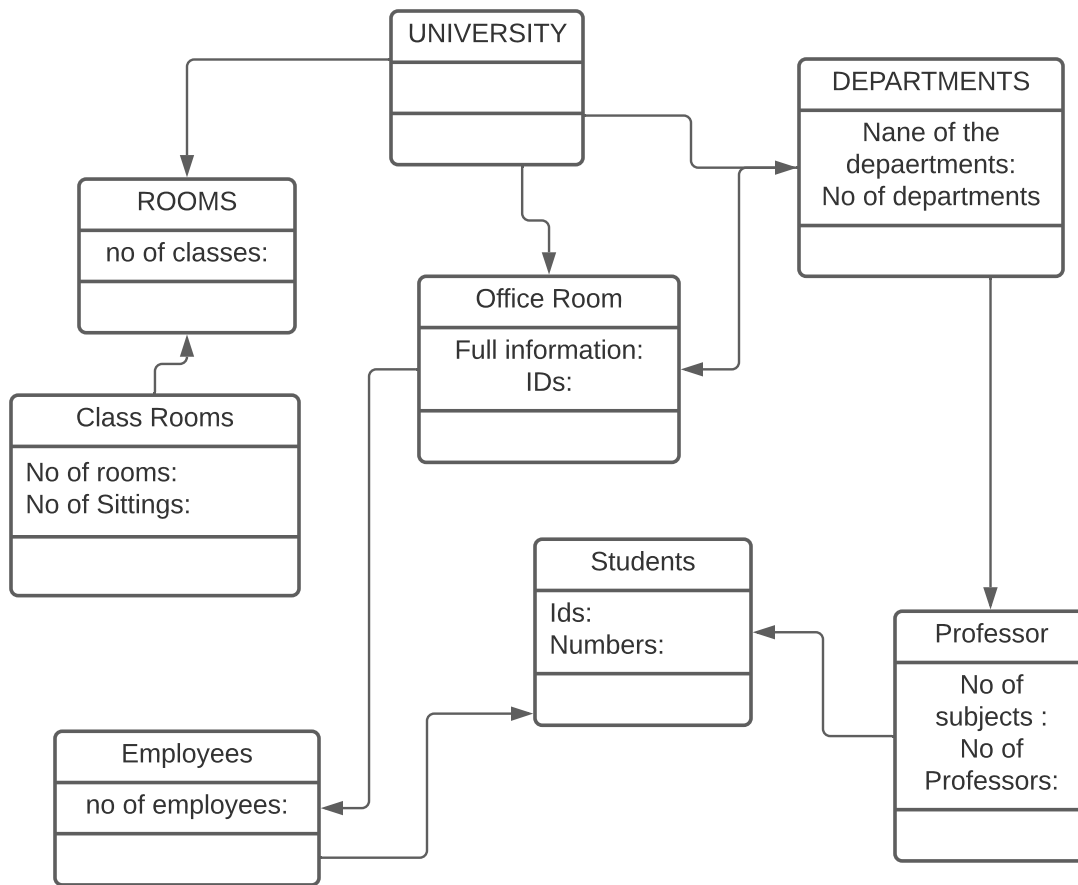 UNIVERSITY
DEPARTMENTS
Nane of the
depaertments:
No of departments
ROOMS
no of classes:
Office Room
Full information:
IDs:
Class Rooms
No of rooms:
No of Sittings:
Students
Ids:
Numbers:
Professor
No of
subjects :
No of
Professors:
Employees
no of employees: